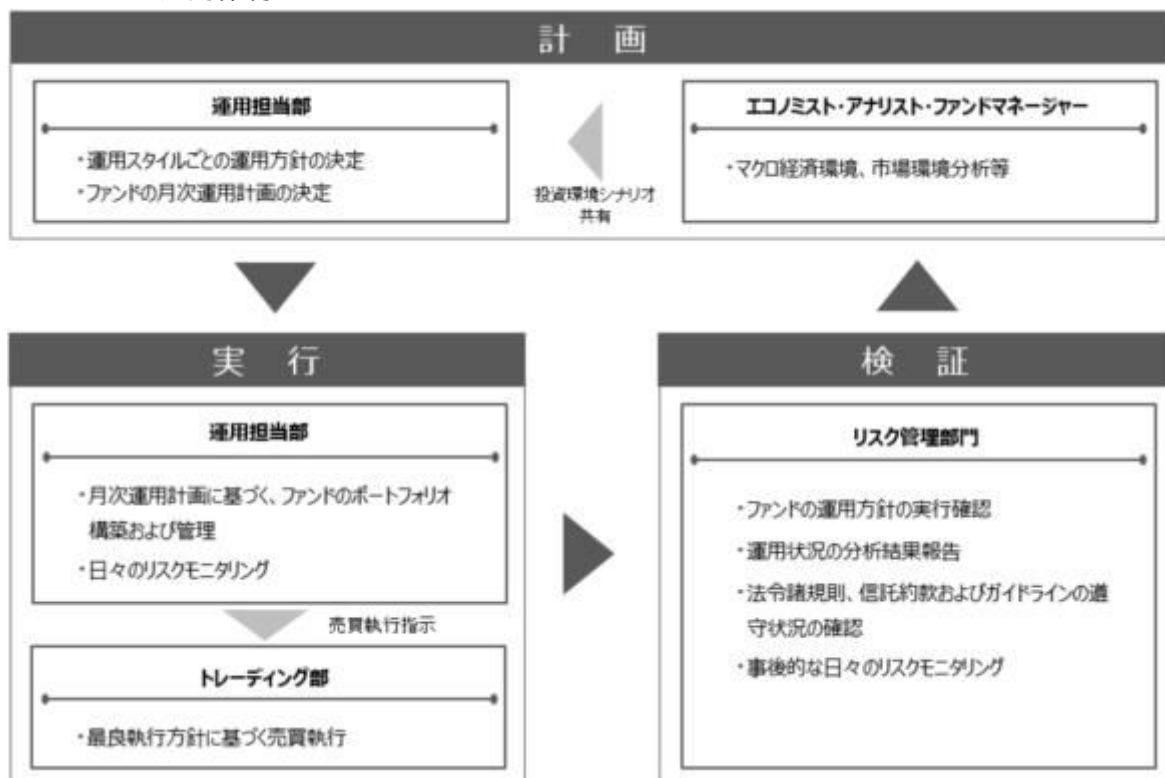 計 画
運用担当部
・運用スタイルごとの運用方針の決定
・ファンドの月次運用計画の決定
投資環境シナリオ
共有
エコノミスト・アナリスト・ファンドマネージャー
・マクロ経済環境、市場環境分析等
実 行
運用担当部
・月次運用計画に基づく、ファンドのポートフォリオ
構築および管理
・日々のリスクモニタリング
売買執行指示
トレーディング部
・最良執行方針に基づく売買執行
検 証
リスク管理部門
・ファンドの運用方針の実行確認
・運用状況の分析結果報告
・法令諸規則、信託約款およびガイドラインの遵
守状況の確認
・事後的な日々のリスクモニタリング